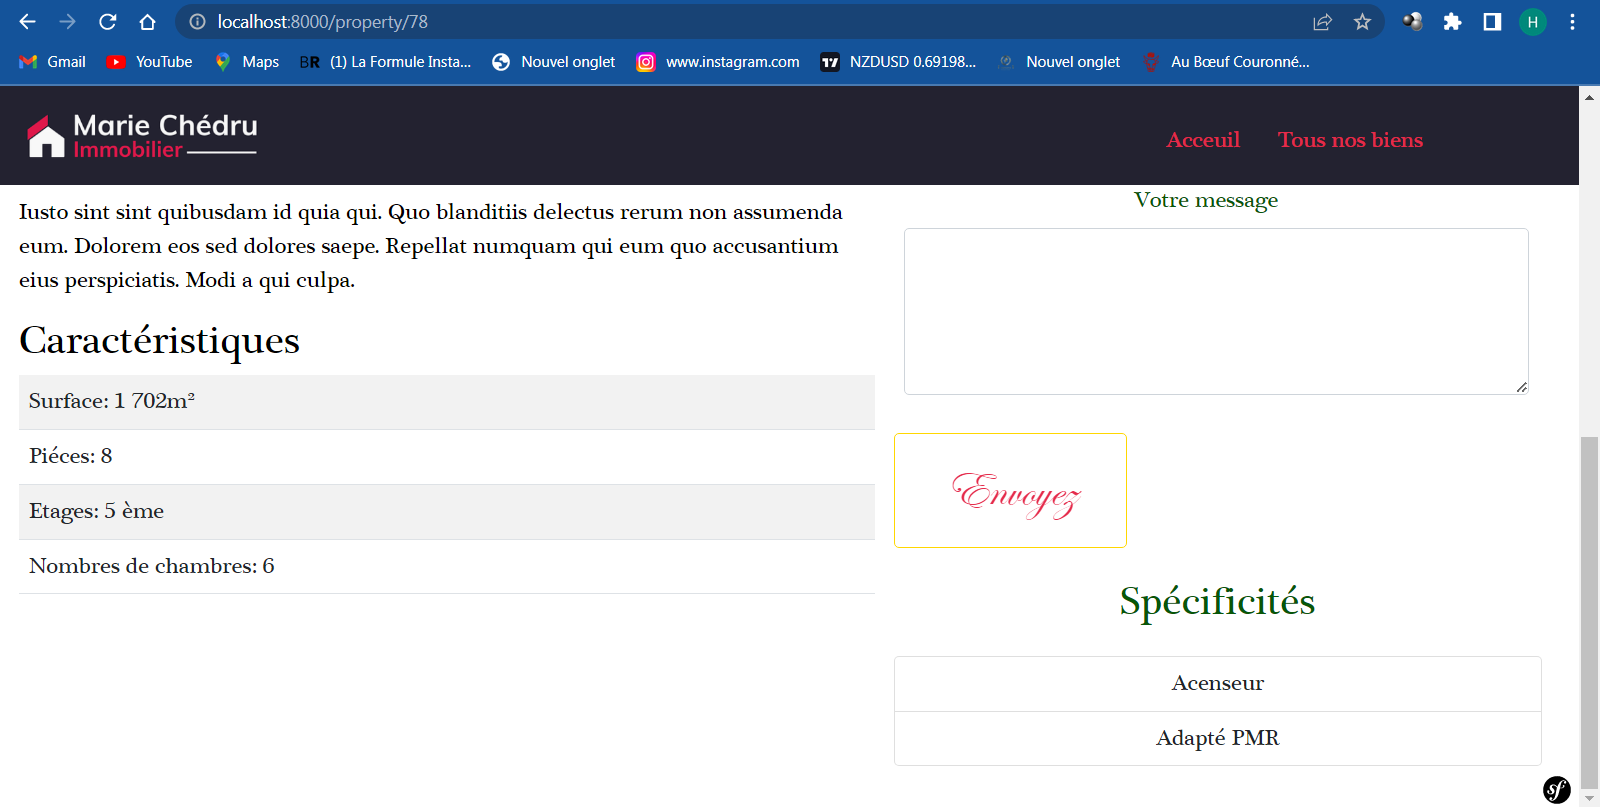 localhost:8000/property/78
H
Gmail
YouTube
Maps
BR (1) La Formule Insta...
Nouvel onglet
www.instagram.com
NZDUSD 0.69198...
Nouvel onglet
Au Bœuf Couronné...
Marie Chédru
Immobilier
Acceuil
Tous nos biens
Iusto sint sint quibusdam id quia qui. Quo blanditiis delectus rerum non assumenda
eum. Dolorem eos sed dolores saepe. Repellat numquam qui eum quo accusantium
eius perspiciatis. Modi a qui culpa.
Caractéristiques
Surface: 1 702m²
Piéces: 8
Etages: 5 ème
Nombres de chambres: 6
Votre message
Envoyez
Spécificités
Acenseur
Adapté PMR
sf